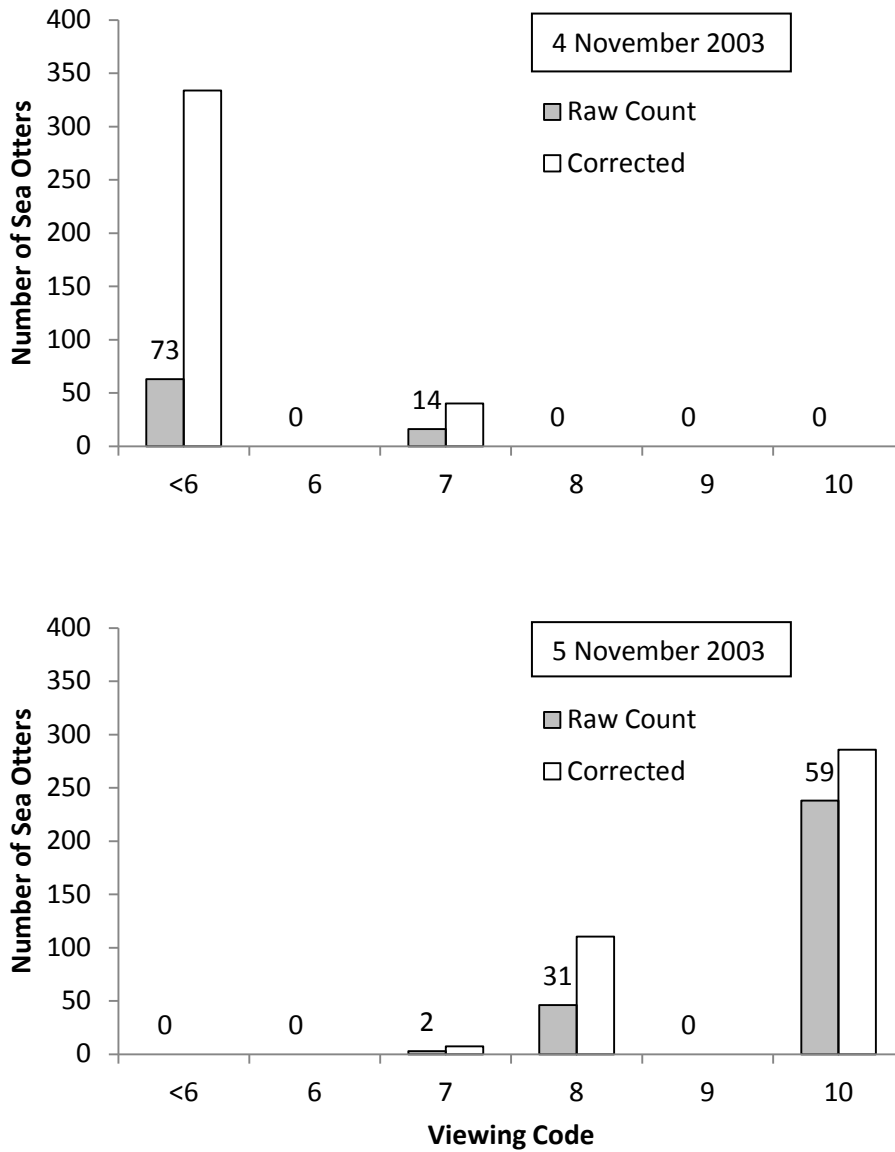 400
350
300
250
200
150
100
50
0
Number of Sea Otters
4 November 2003
Raw Count
Corrected
73 0 14 0 0 0
<6 6 7 8 9 10
400
350
300
250
200
150
100
50
0
Number of Sea Otters
5 November 2003
Raw Count
Corrected
0 0 2 31 0 59
<6 6 7 8 9 10
Viewing Code